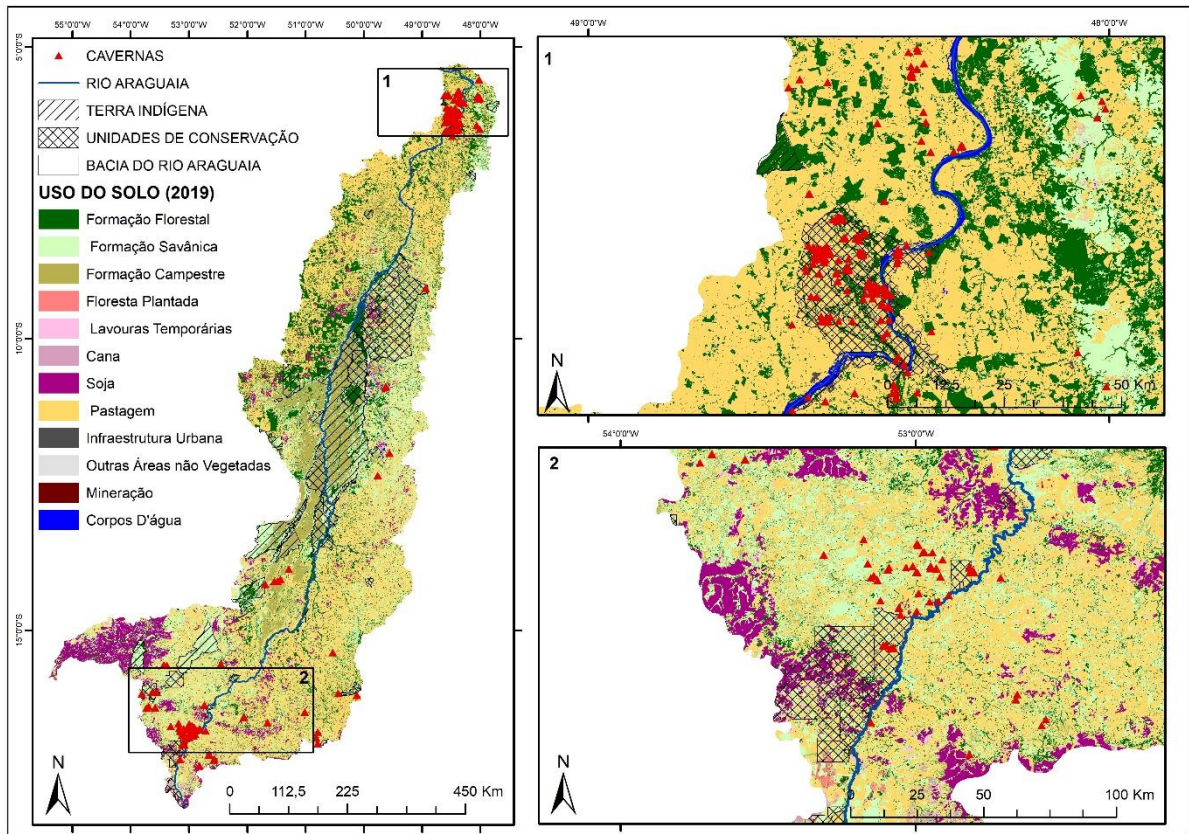 55°0'0"W 54°0'0"W 53°0'0"W 52°0'0"W 51°0'0"W 50°0'0"W 49°0'0"W 48°0'0"W 47°0'0"W
5°0'0"S
10°0'0"S
15°0'0"S
CAVERNAS
RIO ARAGUAIA
TERRA INDÍGENA
UNIDADES DE CONSERVAÇÃO
BACIA DO RIO ARAGUAIA
USO DO SOLO (2019)
Formação Florestal
Formação Savânica
Formação Campestre
Floresta Plantada
Lavouras Temporárias
Cana
Soja
Pastagem
Infraestrutura Urbana
Outras Áreas não Vegetadas
Mineração
Corpos D'água
1
2
N
0 112,5 225 450 Km
49°0'0"W 48°0'0"W
1
N
0 12,5 25 50 Km
54°0'0"W 53°0'0"W
2
N
0 25 50 100 Km